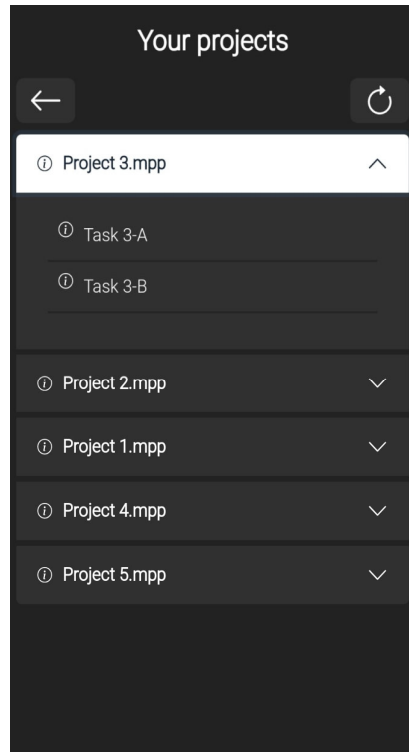 Your projects
Project 3.mpp
Task 3-A
Task 3-B
Project 2.mpp
Project 1.mpp
Project 4.mpp
Project 5.mpp